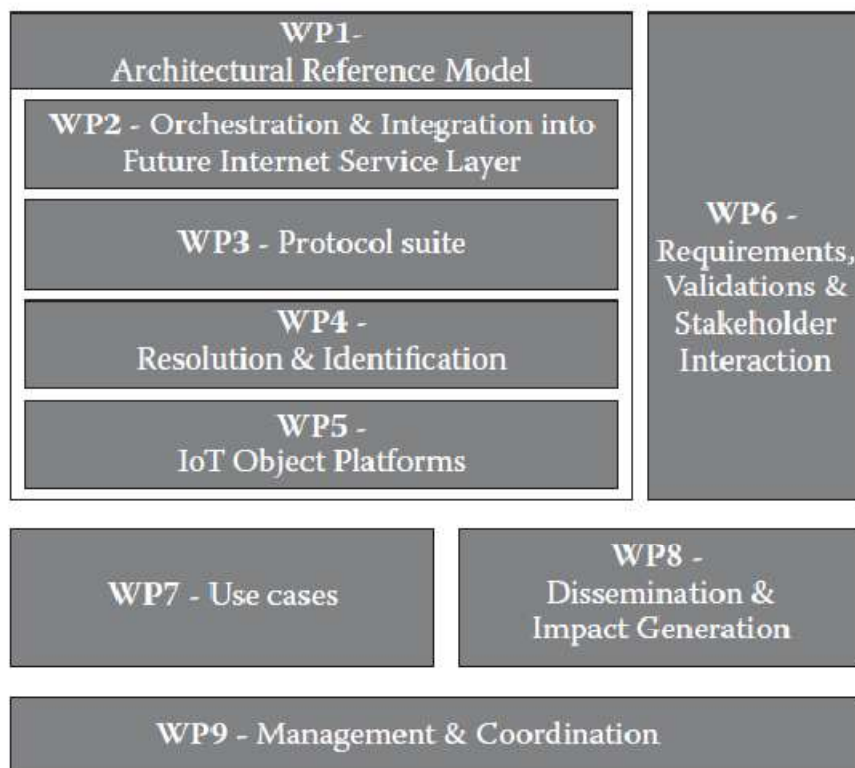 WP1-
Architectural Reference Model
WP2 - Orchestration & Integration into
Future Internet Service Layer
WP3 - Protocol suite
WP4 -
Resolution & Identification
WP5 -
IoT Object Platforms
WP6 -
Requirements,
Validations &
Stakeholder
Interaction
WP7 - Use cases
WP8 -
Dissemination &
Impact Generation
WP9 - Management & Coordination